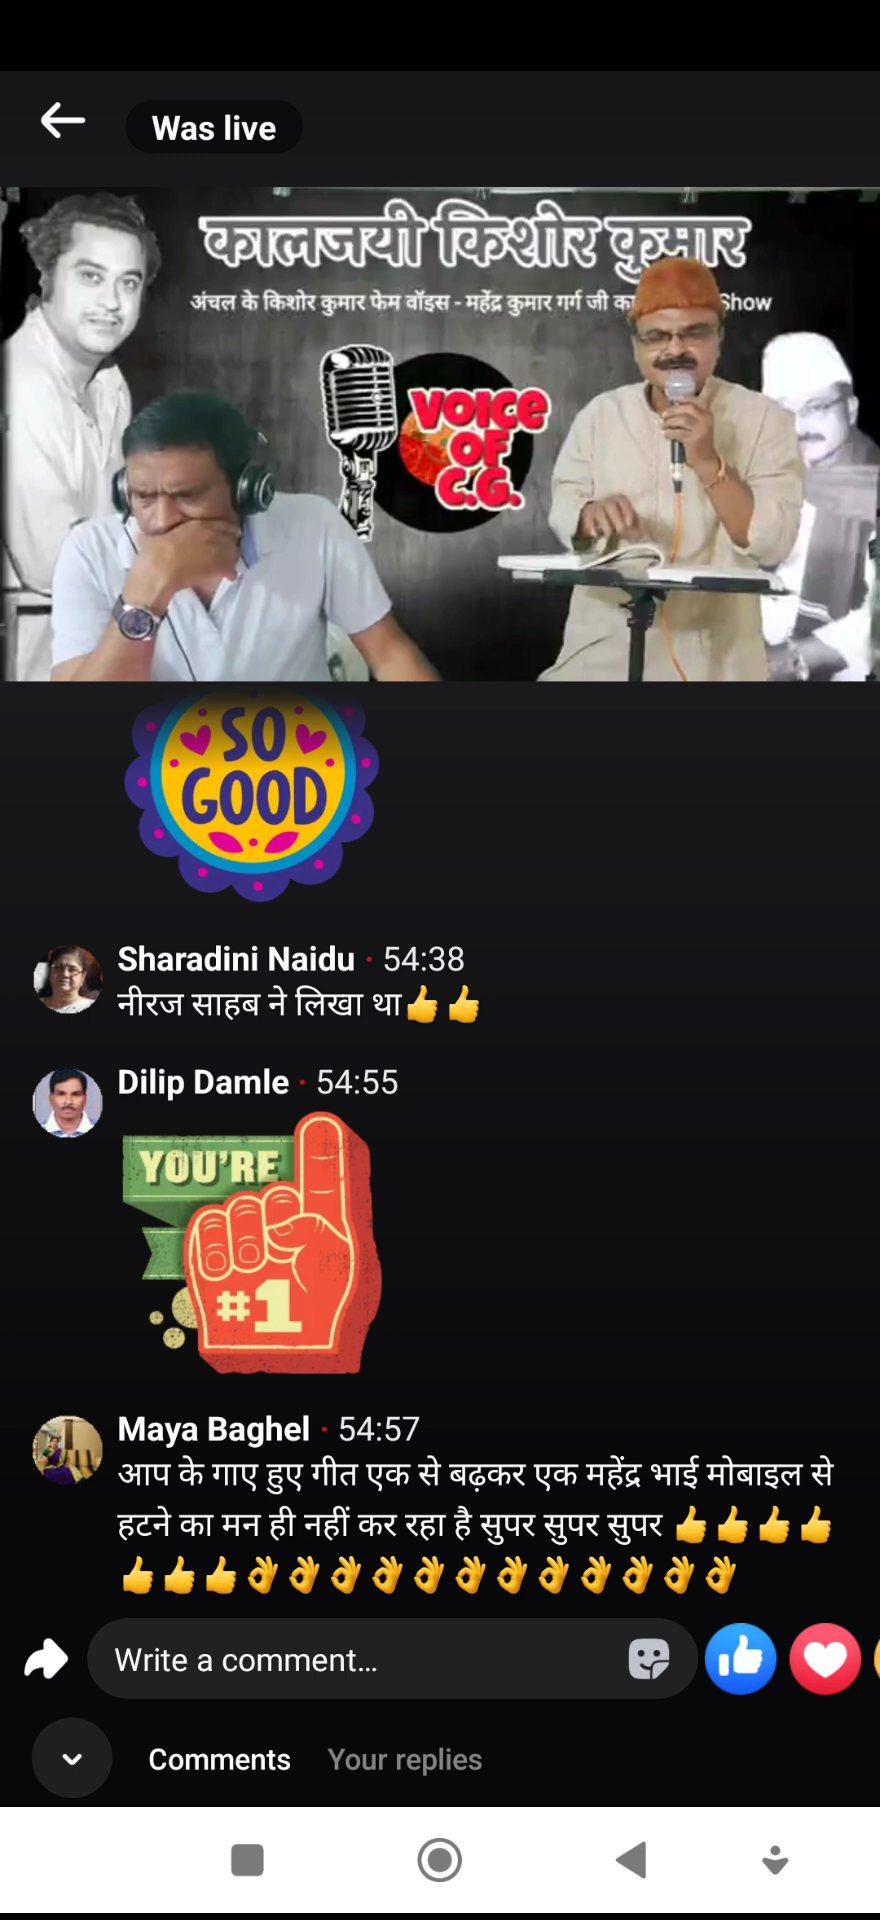 Was live
कालजयी किशोर कुमार
अंचल के किशोर कुमार फेम वॉइस - महेंद्र कुमार गर्ग जी का
Show
VOICE
OF
C.G.
SO
GOOD
Sharadini Naidu · 54:38
नीरज साहब ने लिखा था👍👍
Dilip Damle · 54:55
YOU'RE
#1
Maya Baghel · 54:57
आप के गाए हुए गीत एक से बढ़कर एक महेंद्र भाई मोबाइल से
हटने का मन ही नहीं कर रहा है सुपर सुपर सुपर 👍👍👍👍
👍👍👍👌👌👌👌👌👌👌👌👌👌👌👌
Write a comment...
Comments Your replies